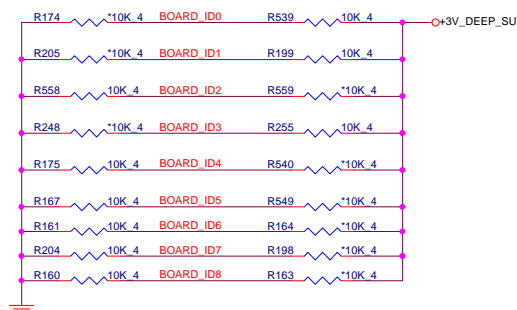 R174 *10K_4 BOARD_ID0 R539 10K_4 +3V_DEEP_SU
R205 *10K_4 BOARD_ID1 R199 10K_4
R558 10K_4 BOARD_ID2 R559 *10K_4
R248 *10K_4 BOARD_ID3 R255 10K_4
R175 10K_4 BOARD_ID4 R540 *10K_4
R167 10K_4 BOARD_ID5 R549 *10K_4
R161 10K_4 BOARD_ID6 R164 *10K_4
R204 10K_4 BOARD_ID7 R198 *10K_4
R160 10K_4 BOARD_ID8 R163 *10K_4